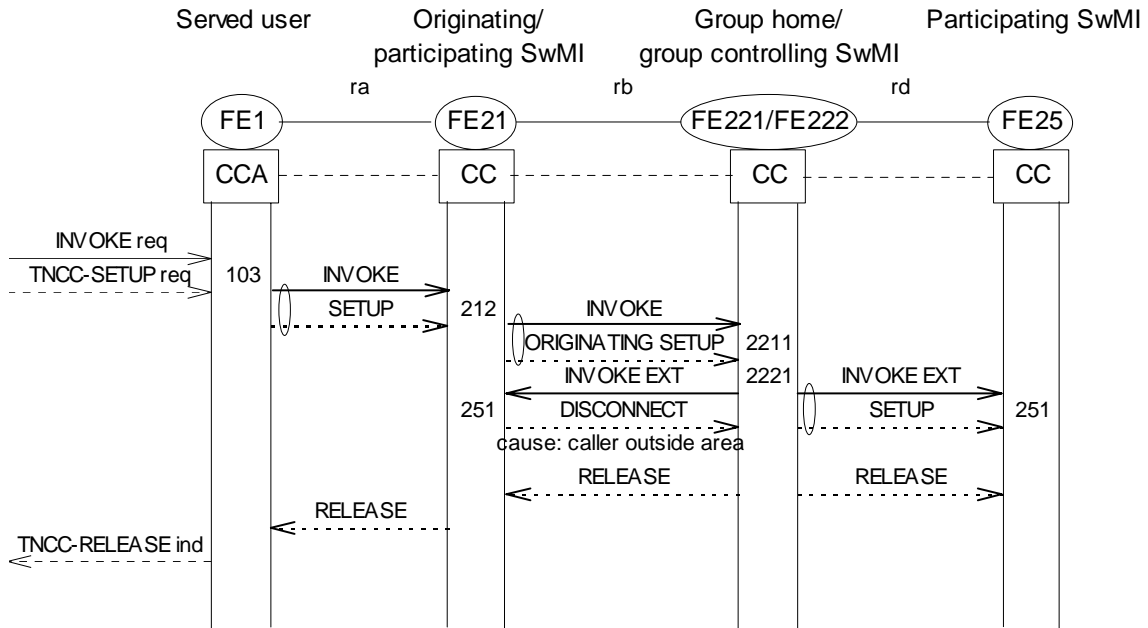 Served user
Originating/
participating SwMI
Group home/
group controlling SwMI
Participating SwMI
ra
rb
rd
FE1
FE21
FE221/FE222
FE25
CCA
CC
CC
CC
INVOKE req
TNCC-SETUP req
103
INVOKE
SETUP
212
INVOKE
ORIGINATING SETUP
2211
INVOKE EXT
2221
INVOKE EXT
251
DISCONNECT
SETUP
251
cause: caller outside area
RELEASE
RELEASE
RELEASE
TNCC-RELEASE ind